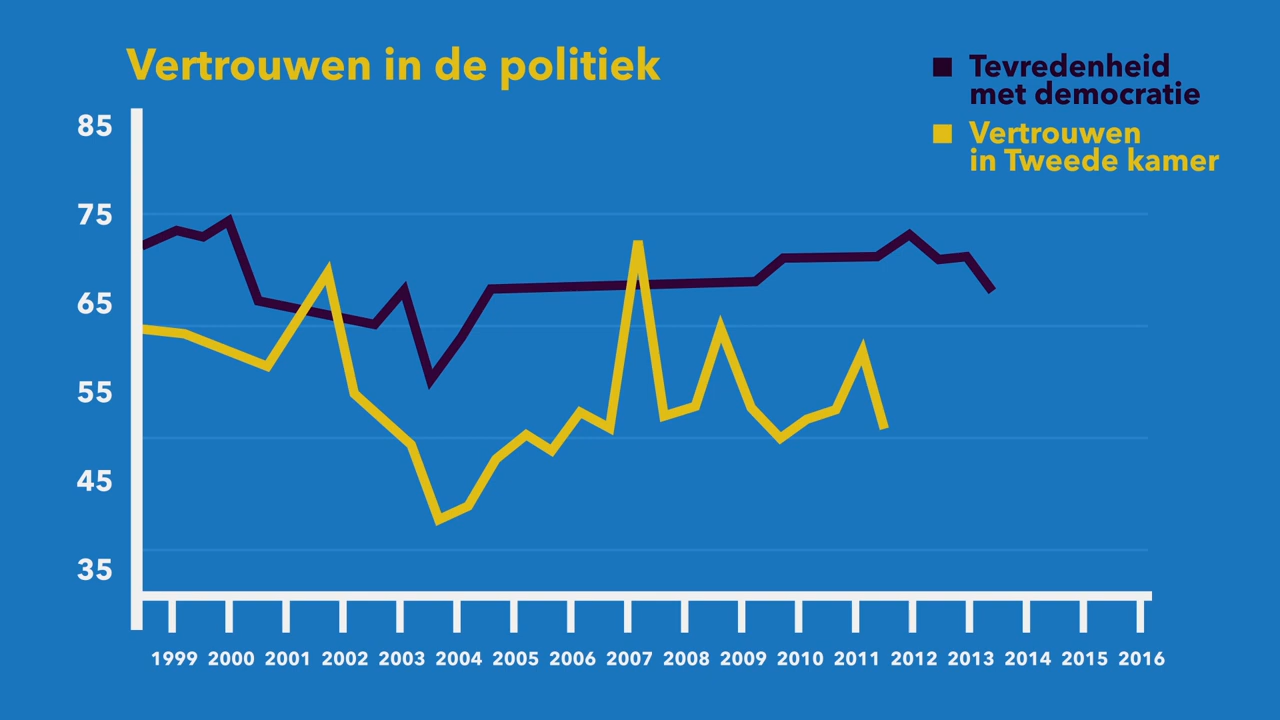 Vertrouwen in de politiek
Tevredenheid
met democratie
Vertrouwen
in Tweede kamer
85
75
65
55
45
35
1999 2000 2001 2002 2003 2004 2005 2006 2007 2008 2009 2010 2011 2012 2013 2014 2015 2016